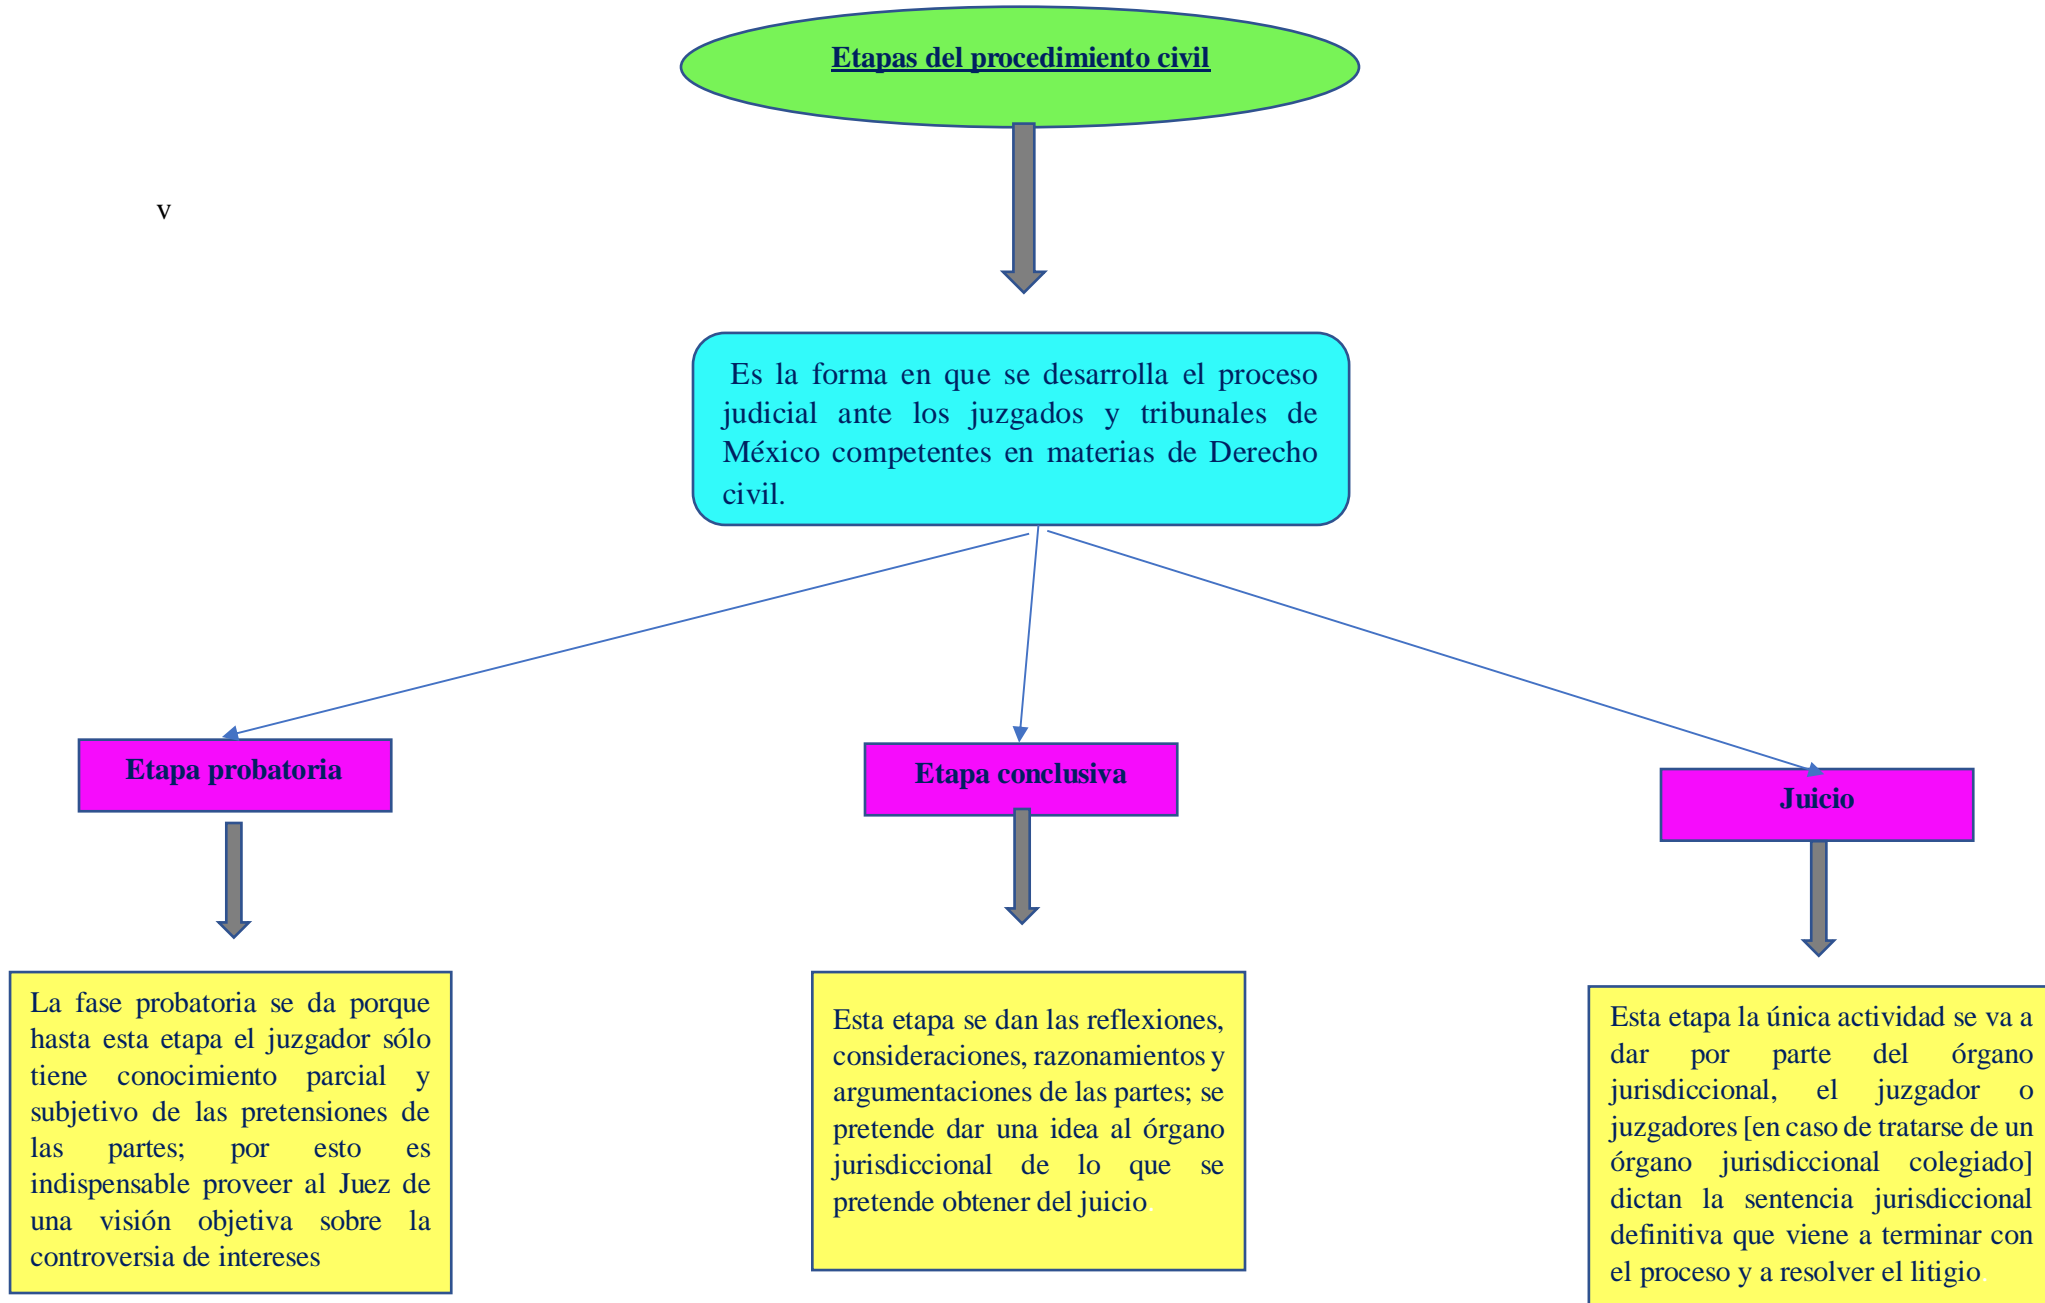 Etapas del procedimiento civil
v
Es la forma en que se desarrolla el proceso
judicial ante los juzgados y tribunales de
México competentes en materias de Derecho
civil.
Etapa probatoria
Etapa conclusiva
Juicio
La fase probatoria se da porque
hasta esta etapa el juzgador sólo
tiene conocimiento parcial y
subjetivo de las pretensiones de
las partes; por esto es
indispensable proveer al Juez de
una visión objetiva sobre la
controversia de intereses
Esta etapa se dan las reflexiones,
consideraciones, razonamientos y
argumentaciones de las partes; se
pretende dar una idea al órgano
jurisdiccional de lo que se
pretende obtener del juicio.
Esta etapa la única actividad se va a
dar por parte del órgano
jurisdiccional, el juzgador o
juzgadores [en caso de tratarse de un
órgano jurisdiccional colegiado]
dictan la sentencia jurisdiccional
definitiva que viene a terminar con
el proceso y a resolver el litigio